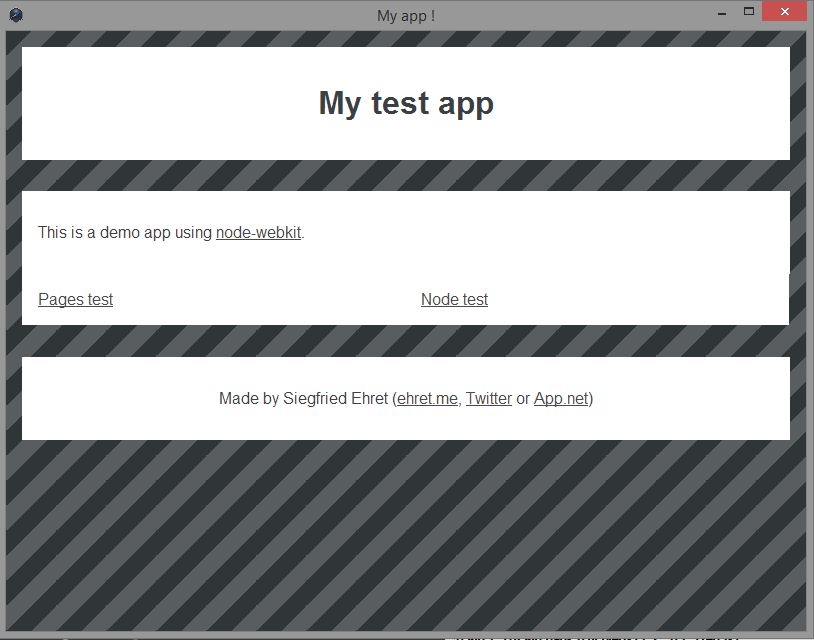 My app !
My test app
This is a demo app using node-webkit.
Pages test
Node test
Made by Siegfried Ehret (ehret.me, Twitter or App.net)